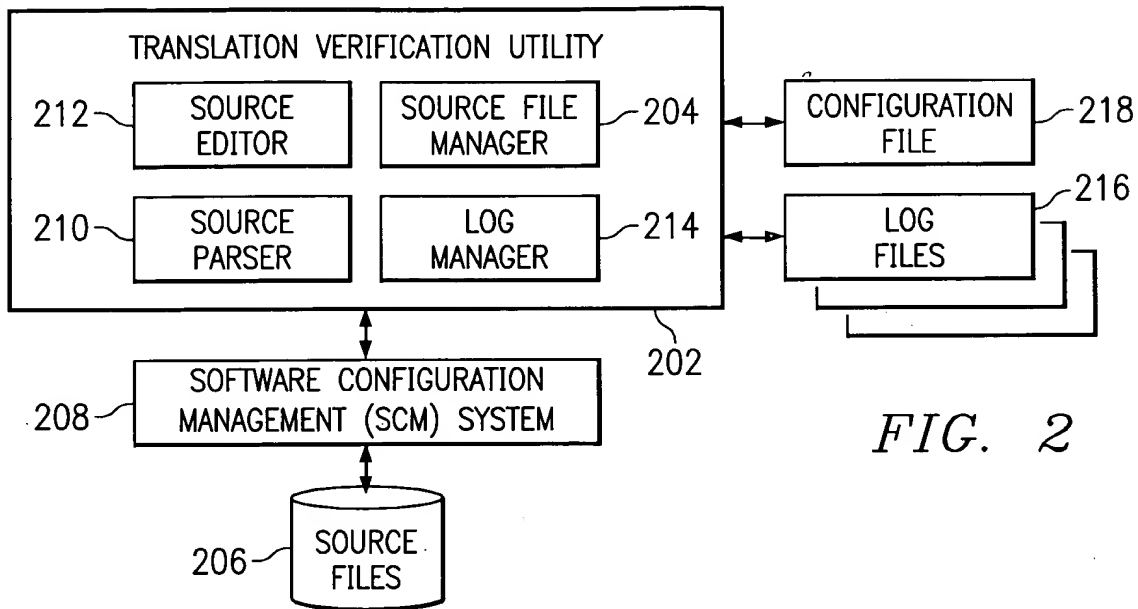 TRANSLATION VERIFICATION UTILITY
212
SOURCE
EDITOR
SOURCE FILE
MANAGER
204
CONFIGURATION
FILE
218
210
SOURCE
PARSER
LOG
MANAGER
214
LOG
FILES
216
202
208
SOFTWARE CONFIGURATION
MANAGEMENT (SCM) SYSTEM
FIG. 2
206
SOURCE
FILES